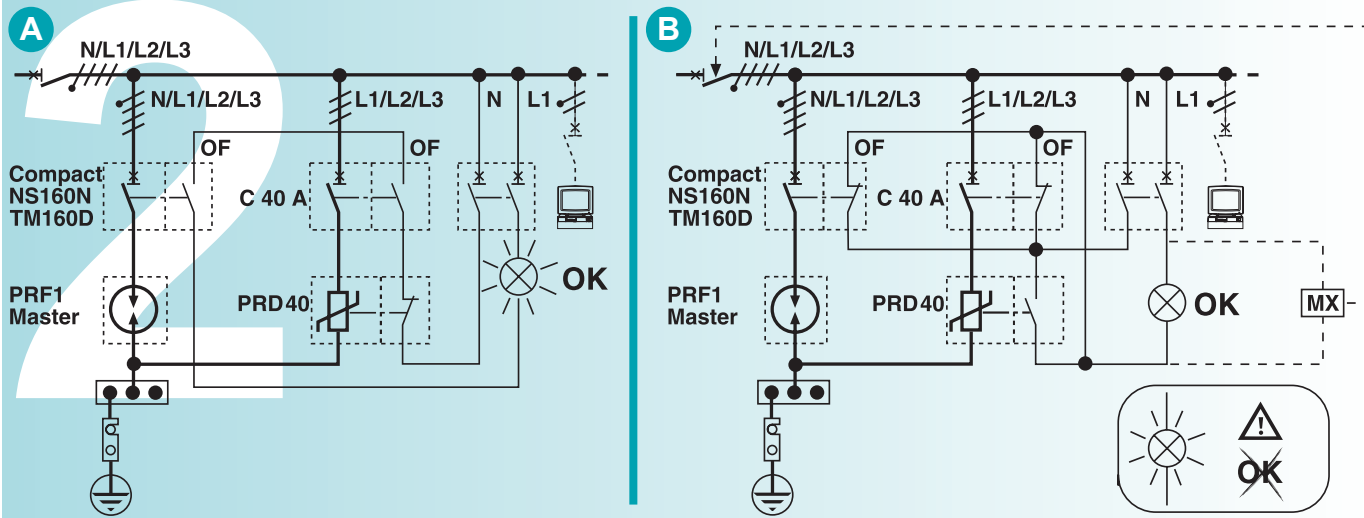 2
A
N/L1/L2/L3
N/L1/L2/L3
L1/L2/L3
N
L1
OF
OF
Compact
NS160N
TM160D
C 40 A
OK
PRF1
Master
PRD40
B
N/L1/L2/L3
N/L1/L2/L3
L1/L2/L3
N
L1
OF
OF
Compact
NS160N
TM160D
C 40 A
PRF1
Master
PRD40
OK
MX
!
OK